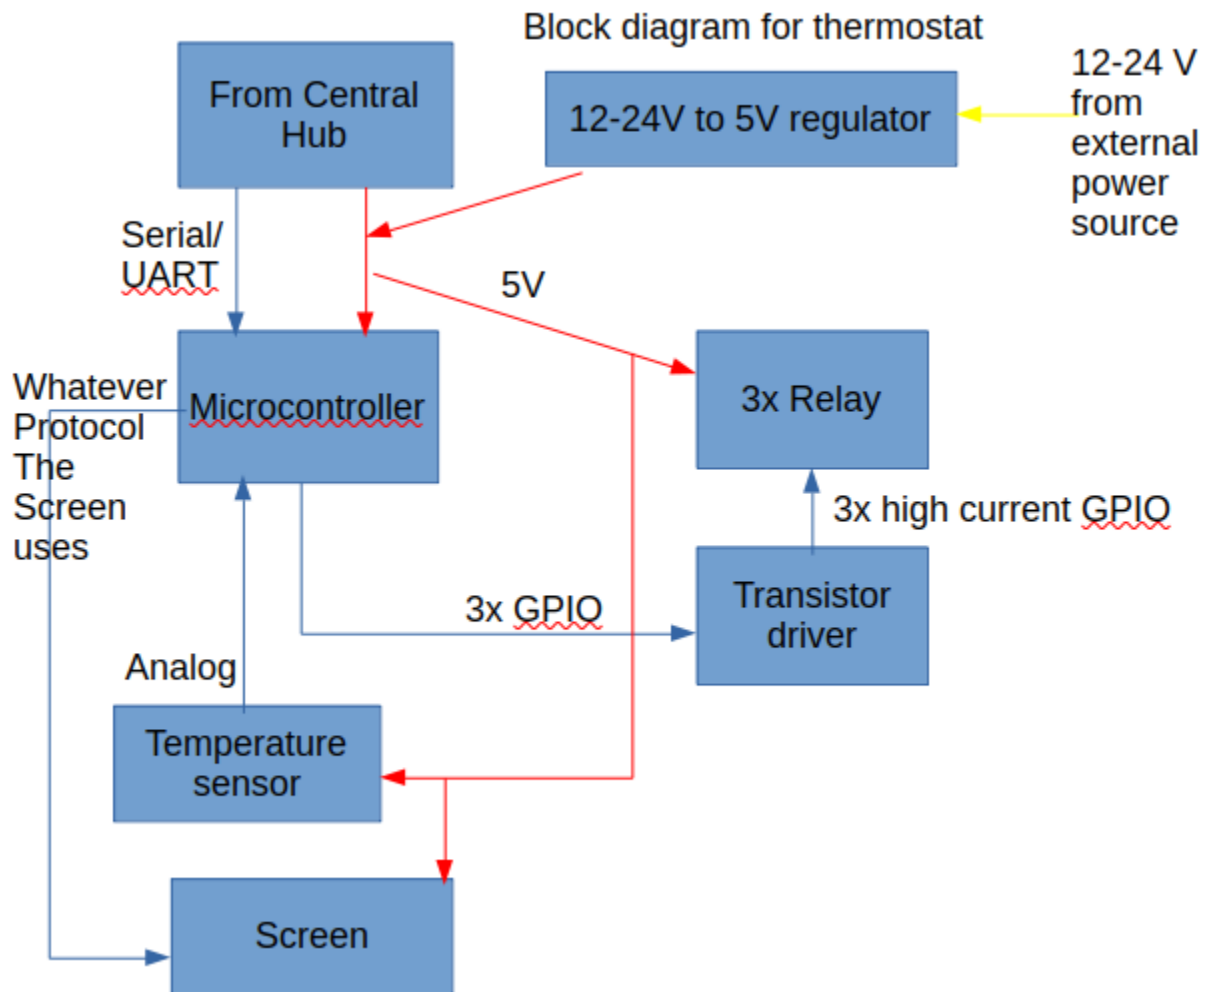 Block diagram for thermostat
From Central
Hub
12-24V to 5V regulator
12-24 V
from
external
power
source
Serial/
UART
5V
Whatever
Protocol
The
Screen
uses
Microcontroller
3x Relay
3x high current GPIO
Transistor
driver
3x GPIO
Analog
Temperature
sensor
Screen